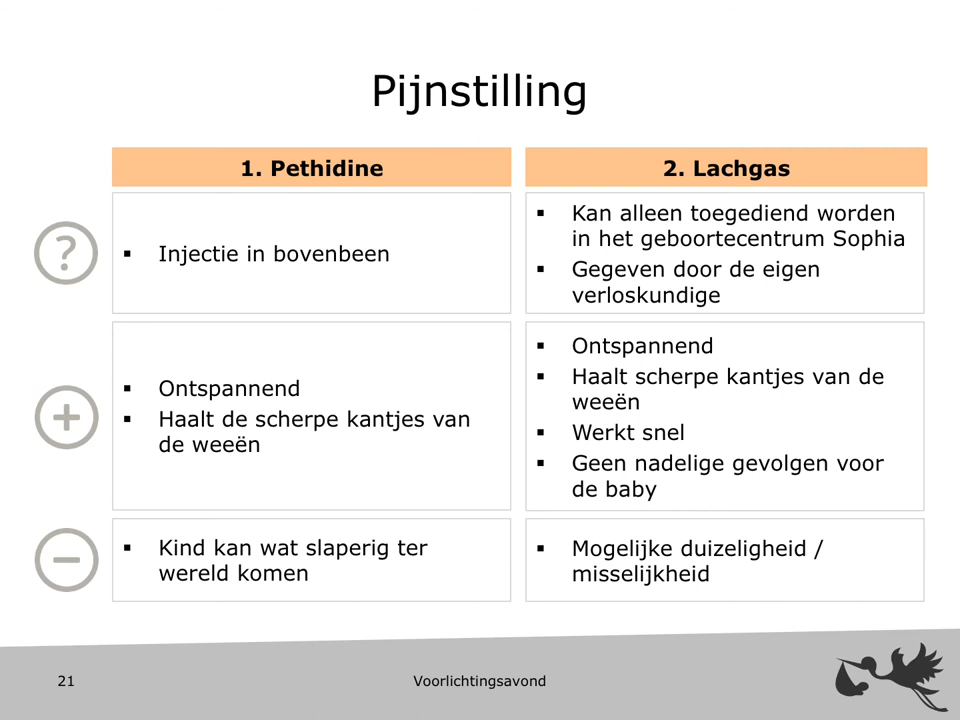 Pijnstilling
1. Pethidine
2. Lachgas
?
▪ Injectie in bovenbeen
▪ Kan alleen toegediend worden
in het geboortecentrum Sophia
▪ Gegeven door de eigen
verloskundige
+
▪ Ontspannend
▪ Haalt de scherpe kantjes van
de weeën
▪ Ontspannend
▪ Haalt scherpe kantjes van de
weeën
▪ Werkt snel
▪ Geen nadelige gevolgen voor
de baby
−
▪ Kind kan wat slaperig ter
wereld komen
▪ Mogelijke duizeligheid /
misselijkheid
21
Voorlichtingsavond